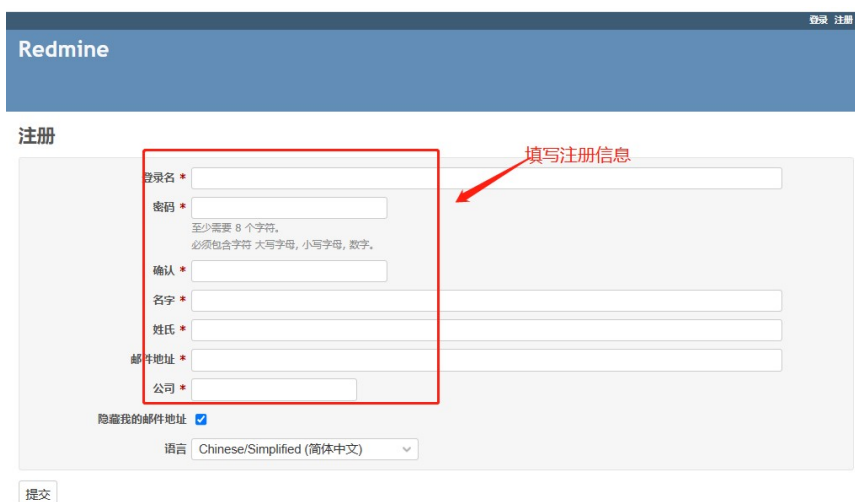 登录 注册
Redmine
注册
填写注册信息
登录名 *
密码 *
至少需要 8 个字符。
必须包含字符 大写字母, 小写字母, 数字。
确认 *
名字 *
姓氏 *
邮件地址 *
公司 *
隐藏我的邮件地址
语言 Chinese/Simplified (简体中文)
提交